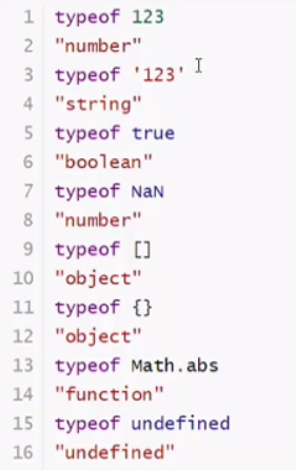 1 typeof 123
2 "number"
3 typeof '123'
4 "string"
5 typeof true
6 "boolean"
7 typeof NaN
8 "number"
9 typeof []
10 "object"
11 typeof {}
12 "object"
13 typeof Math.abs
14 "function"
15 typeof undefined
16 "undefined"